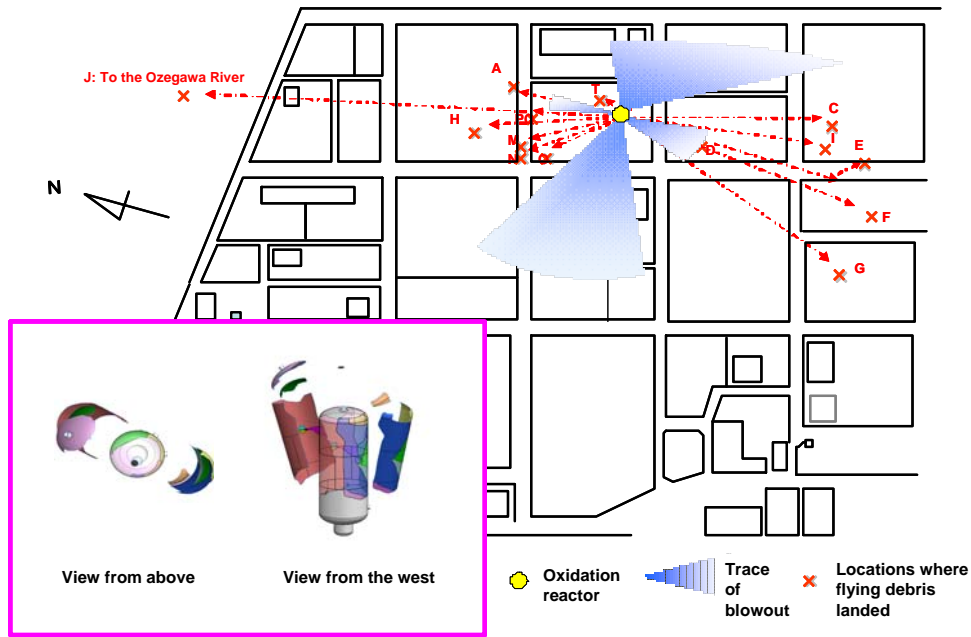 A
J: To the Ozegawa River
T
C
H
P
Q
M
I
N
O
D
E
N
F
G
View from above
View from the west
Oxidation
reactor
Trace
of
blowout
Locations where
flying debris
landed